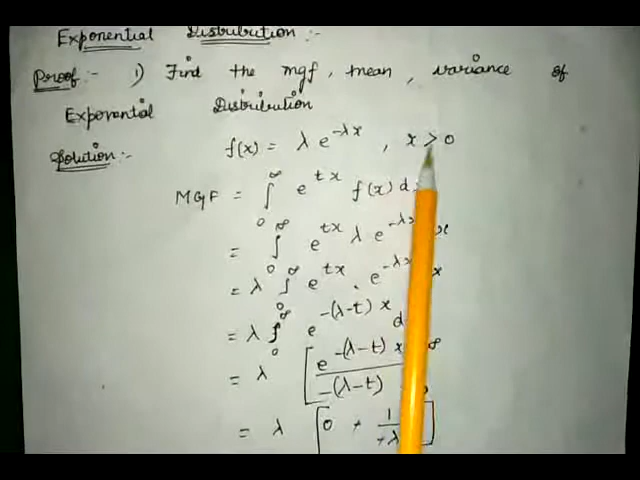 Exponential Distribution :-
Proof :- 1) Find the mgf, mean, variance of
Exponential Distribution
Solution :-
f(x) = λ e^{-λx} , x > 0
MGF = ∫_0^∞ e^{tx} f(x) d
= ∫_0^∞ e^{tx} λ e^{-λx}
= λ ∫_0^∞ e^{tx} . e^{-λx}
= λ ∫_0^∞ e^{-(λ-t)x} d
= λ [ e^{-(λ-t)x} / -(λ-t) ∞
= λ [ 0 + 1 / +λ ]